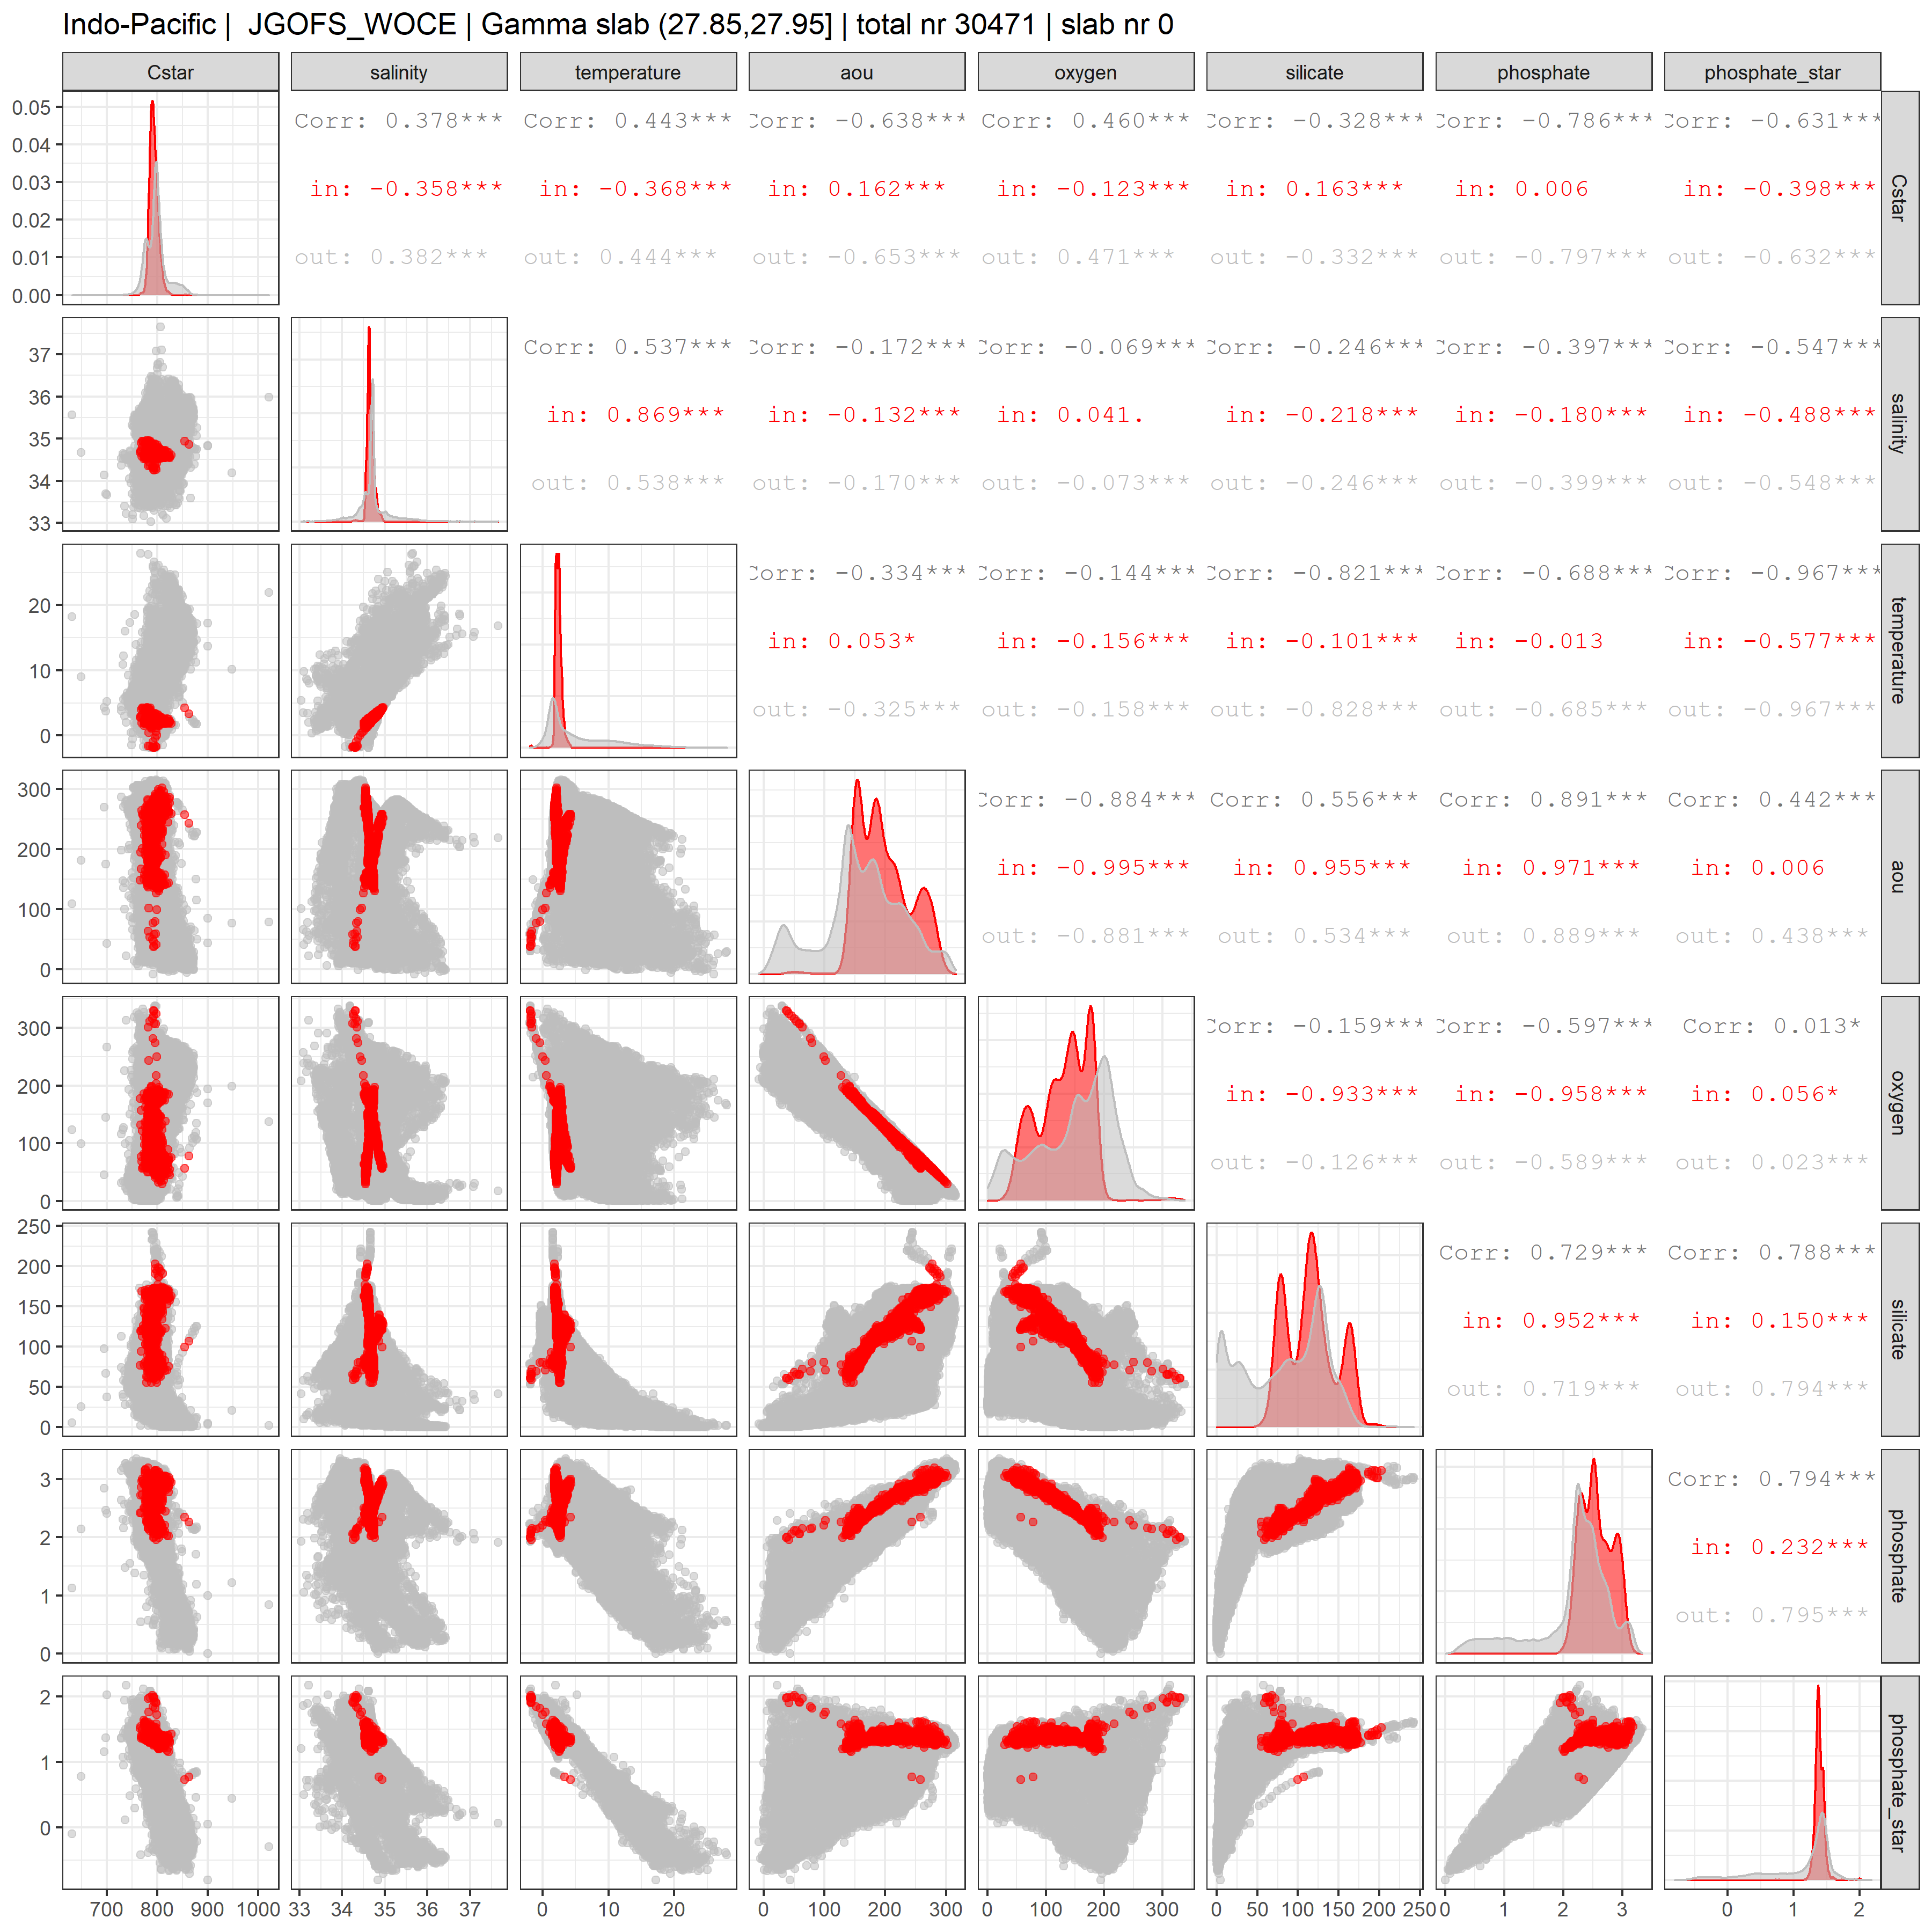 Indo-Pacific |  JGOFS_WOCE | Gamma slab (27.85,27.95] | total nr 30471 | slab nr 0
Cstar salinity temperature aou oxygen silicate phosphate phosphate_star
0.05
0.04
0.03
0.02
0.01
0.00
Corr: 0.378*** Corr: 0.443*** Corr: -0.638*** Corr: 0.460*** Corr: -0.328*** Corr: -0.786*** Corr: -0.631***
in: -0.358*** in: -0.368*** in: 0.162*** in: -0.123*** in: 0.163*** in: 0.006 in: -0.398***
out: 0.382*** out: 0.444*** out: -0.653*** out: 0.471*** out: -0.332*** out: -0.797*** out: -0.632***
Cstar
37
36
35
34
33
Corr: 0.537*** Corr: -0.172*** Corr: -0.069*** Corr: -0.246*** Corr: -0.397*** Corr: -0.547***
in: 0.869*** in: -0.132*** in: 0.041. in: -0.218*** in: -0.180*** in: -0.488***
out: 0.538*** out: -0.170*** out: -0.073*** out: -0.246*** out: -0.399*** out: -0.548***
salinity
20
10
0
Corr: -0.334*** Corr: -0.144*** Corr: -0.821*** Corr: -0.688*** Corr: -0.967***
in: 0.053* in: -0.156*** in: -0.101*** in: -0.013 in: -0.577***
out: -0.325*** out: -0.158*** out: -0.828*** out: -0.685*** out: -0.967***
temperature
300
200
100
0
Corr: -0.884*** Corr: 0.556*** Corr: 0.891*** Corr: 0.442***
in: -0.995*** in: 0.955*** in: 0.971*** in: 0.006
out: -0.881*** out: 0.534*** out: 0.889*** out: 0.438***
aou
300
200
100
0
Corr: -0.159*** Corr: -0.597*** Corr: 0.013*
in: -0.933*** in: -0.958*** in: 0.056*
out: -0.126*** out: -0.589*** out: 0.023***
oxygen
250
200
150
100
50
0
Corr: 0.729*** Corr: 0.788***
in: 0.952*** in: 0.150***
out: 0.719*** out: 0.794***
silicate
3
2
1
0
Corr: 0.794***
in: 0.232***
out: 0.795***
phosphate
2
1
0
phosphate_star
700 800 900 1000 33 34 35 36 37 0 10 20 0 100 200 300 0 100 200 300 0 50 100 150 200 250 0 1 2 3 0 1 2